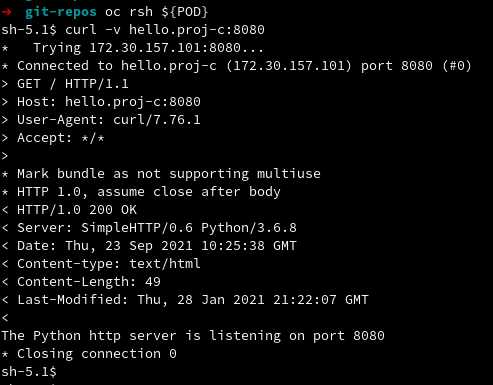 → git-repos oc rsh ${POD}
sh-5.1$ curl -v hello.proj-c:8080
*   Trying 172.30.157.101:8080...
* Connected to hello.proj-c (172.30.157.101) port 8080 (#0)
> GET / HTTP/1.1
> Host: hello.proj-c:8080
> User-Agent: curl/7.76.1
> Accept: */*
>
* Mark bundle as not supporting multiuse
* HTTP 1.0, assume close after body
< HTTP/1.0 200 OK
< Server: SimpleHTTP/0.6 Python/3.6.8
< Date: Thu, 23 Sep 2021 10:25:38 GMT
< Content-type: text/html
< Content-Length: 49
< Last-Modified: Thu, 28 Jan 2021 21:22:07 GMT
<
The Python http server is listening on port 8080
* Closing connection 0
sh-5.1$